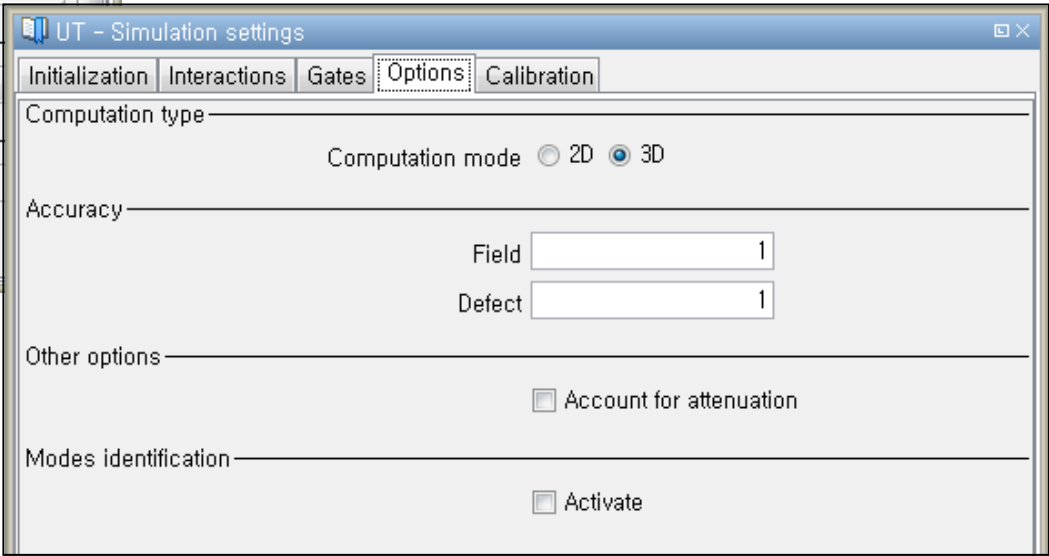 UT - Simulation settings
Initialization Interactions Gates Options Calibration
Computation type
Computation mode 2D 3D
Accuracy
Field 1
Defect 1
Other options
Account for attenuation
Modes identification
Activate